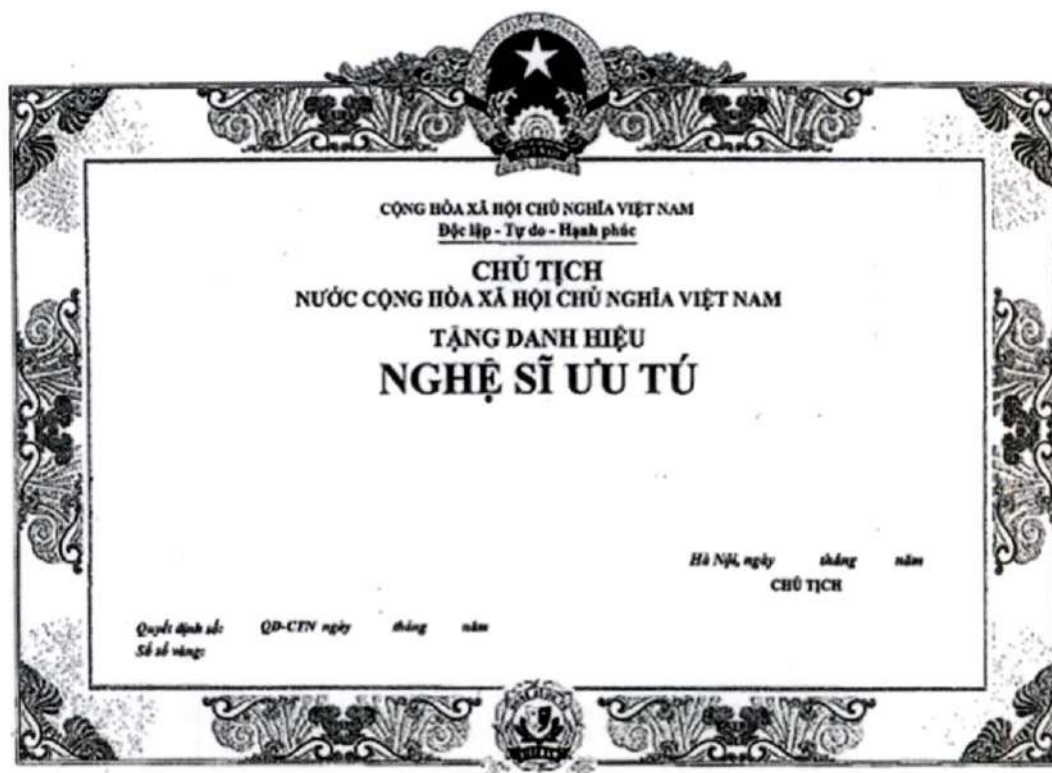 CỘNG HÒA XÃ HỘI CHỦ NGHĨA VIỆT NAM
Độc lập - Tự do - Hạnh phúc
CHỦ TỊCH
NƯỚC CỘNG HÒA XÃ HỘI CHỦ NGHĨA VIỆT NAM
TẶNG DANH HIỆU
NGHỆ SĨ ƯU TÚ
Hà Nội, ngày tháng năm
CHỦ TỊCH
Quyết định số: QĐ-CTN ngày tháng năm
Số sổ vàng: